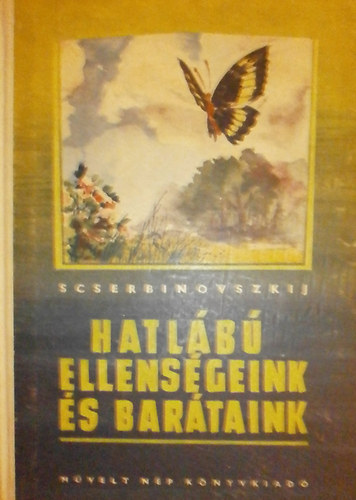 SCSERBINOVSZKIJ
HATLÁBÚ
ELLENSÉGEINK
ÉS BARÁTAINK
MŰVELT NÉP KÖNYVKIADÓ